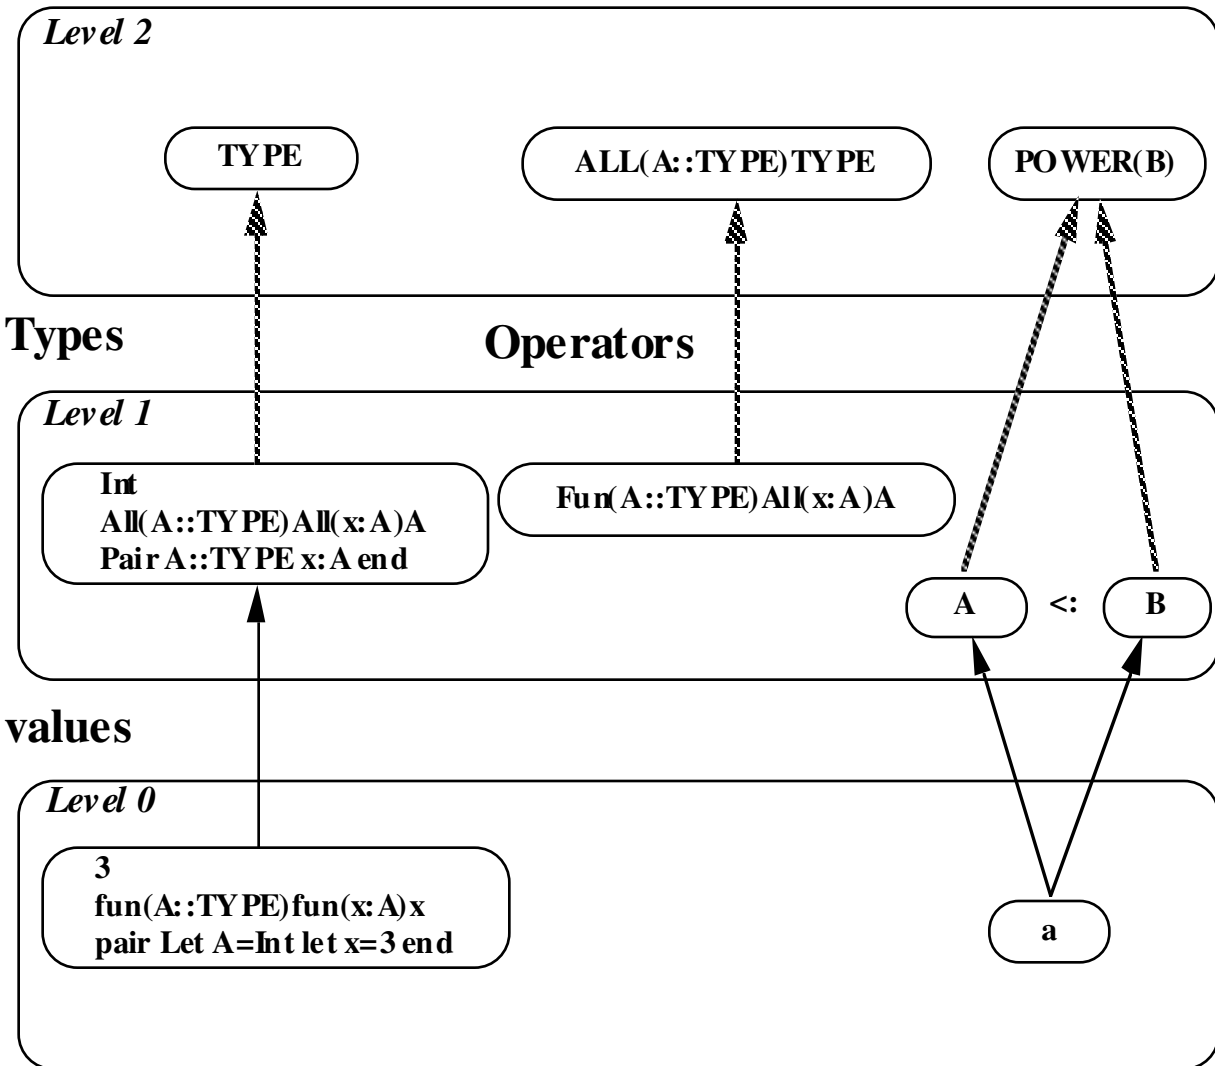 Level 2
TYPE
ALL(A::TYPE)TYPE
POWER(B)
Types
Operators
Level 1
Int
All(A::TYPE)All(x:A)A
Pair A::TYPE x:A end
Fun(A::TYPE)All(x:A)A
A <: B
values
Level 0
3
fun(A::TYPE)fun(x:A)x
pair Let A=Int let x=3 end
a